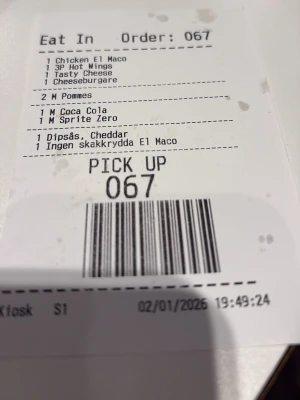 Eat In Order: 067
1 Chicken El Maco
1 3P Hot Wings
1 Tasty Cheese
1 Cheeseburgare
2 M Pommes
1 M Coca Cola
1 M Sprite Zero
1 Dipsås, Cheddar
1 Ingen skakkrydda El Maco
PICK UP
067
Kiosk S1 02/01/2026 19:49:24